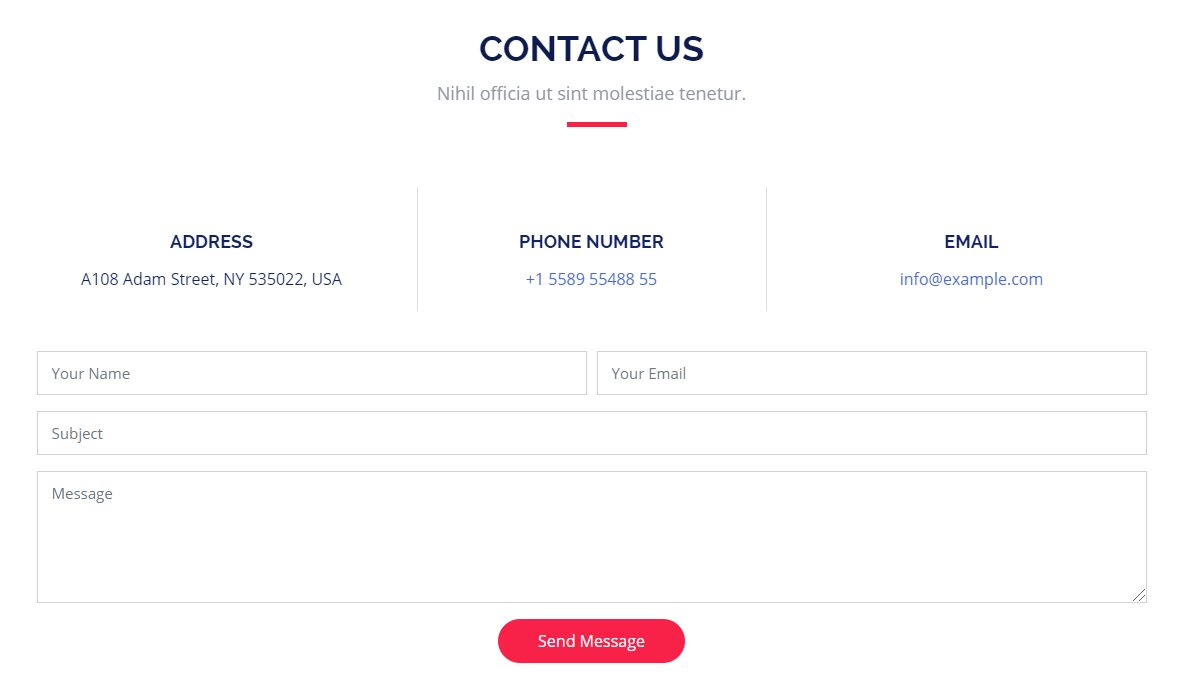 CONTACT US
Nihil officia ut sint molestiae tenetur.
ADDRESS
A108 Adam Street, NY 535022, USA
PHONE NUMBER
+1 5589 55488 55
EMAIL
info@example.com
Your Name
Your Email
Subject
Message
Send Message